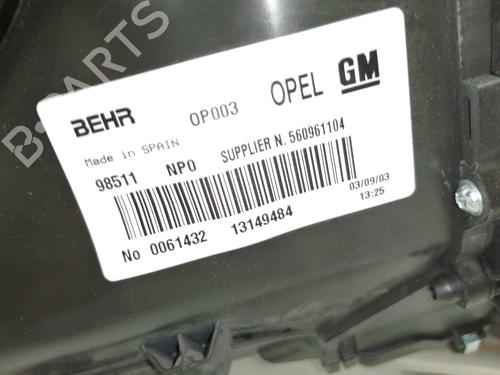 B-PARTS
BEHR OP003 OPEL GM
Made in SPAIN
98511 NP0 SUPPLIER N. 560961104
03/09/03
13:25
No 0061432 13149484